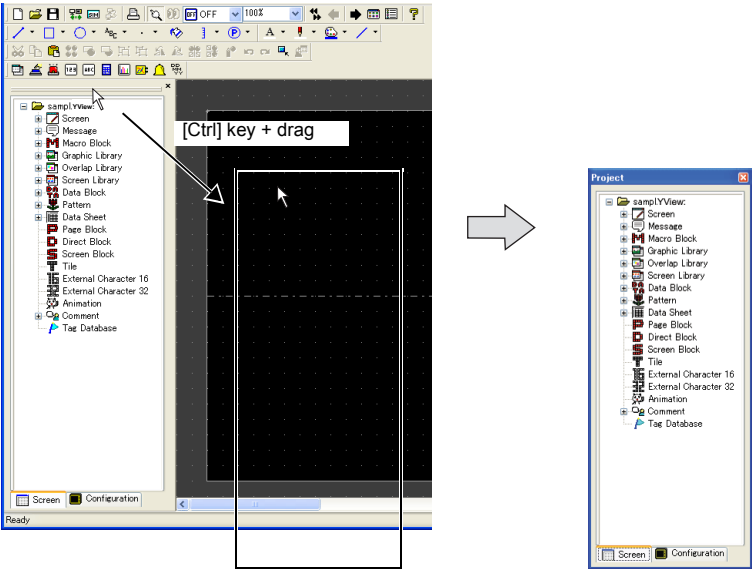 OFF
100%
ABC
A
P
123
ABC
[Ctrl] key + drag
sampl.YView:
Screen
Message
Macro Block
Graphic Library
Overlap Library
Screen Library
Data Block
Pattern
Data Sheet
Page Block
Direct Block
Screen Block
Tile
External Character 16
External Character 32
Animation
Comment
Tag Database
Screen
Configuration
Ready
Project
samplYView:
Screen
Message
Macro Block
Graphic Library
Overlap Library
Screen Library
Data Block
Pattern
Data Sheet
Page Block
Direct Block
Screen Block
Tile
External Character 16
External Character 32
Animation
Comment
Tag Database
Screen
Configuration